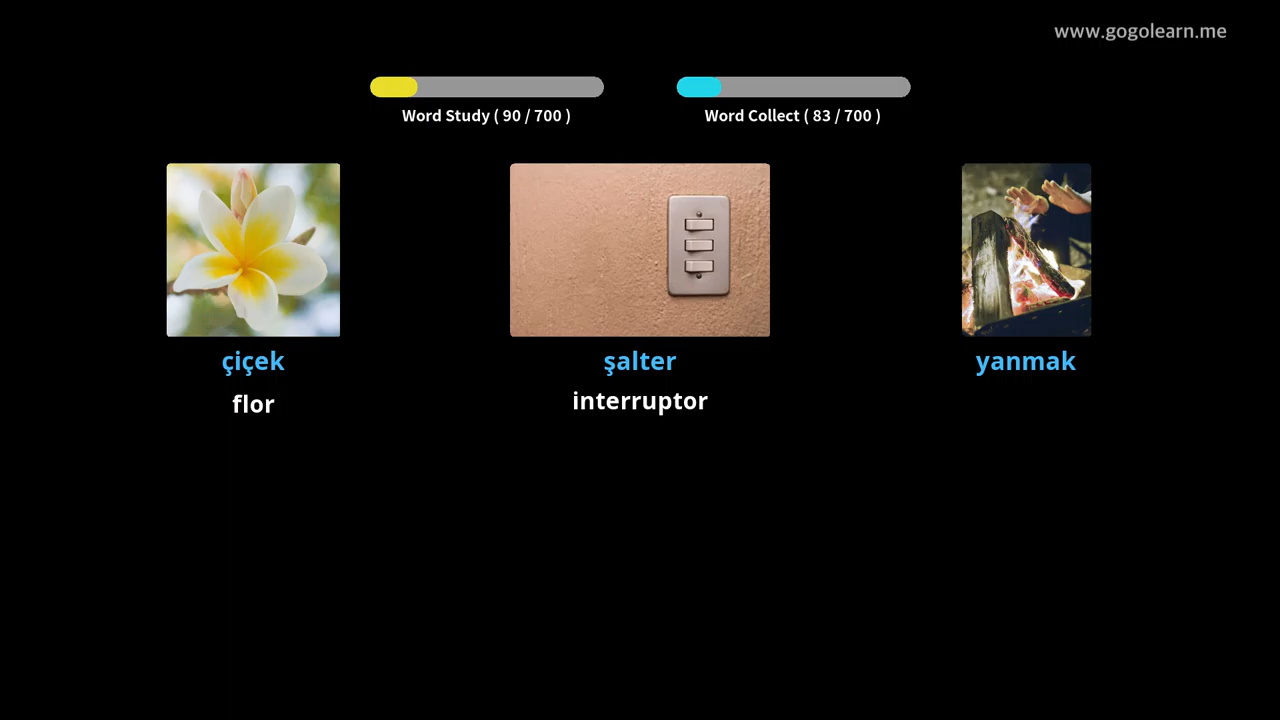 www.gogolearn.me
Word Study ( 90 / 700 )
Word Collect ( 83 / 700 )
çiçek
şalter
yanmak
flor
interruptor